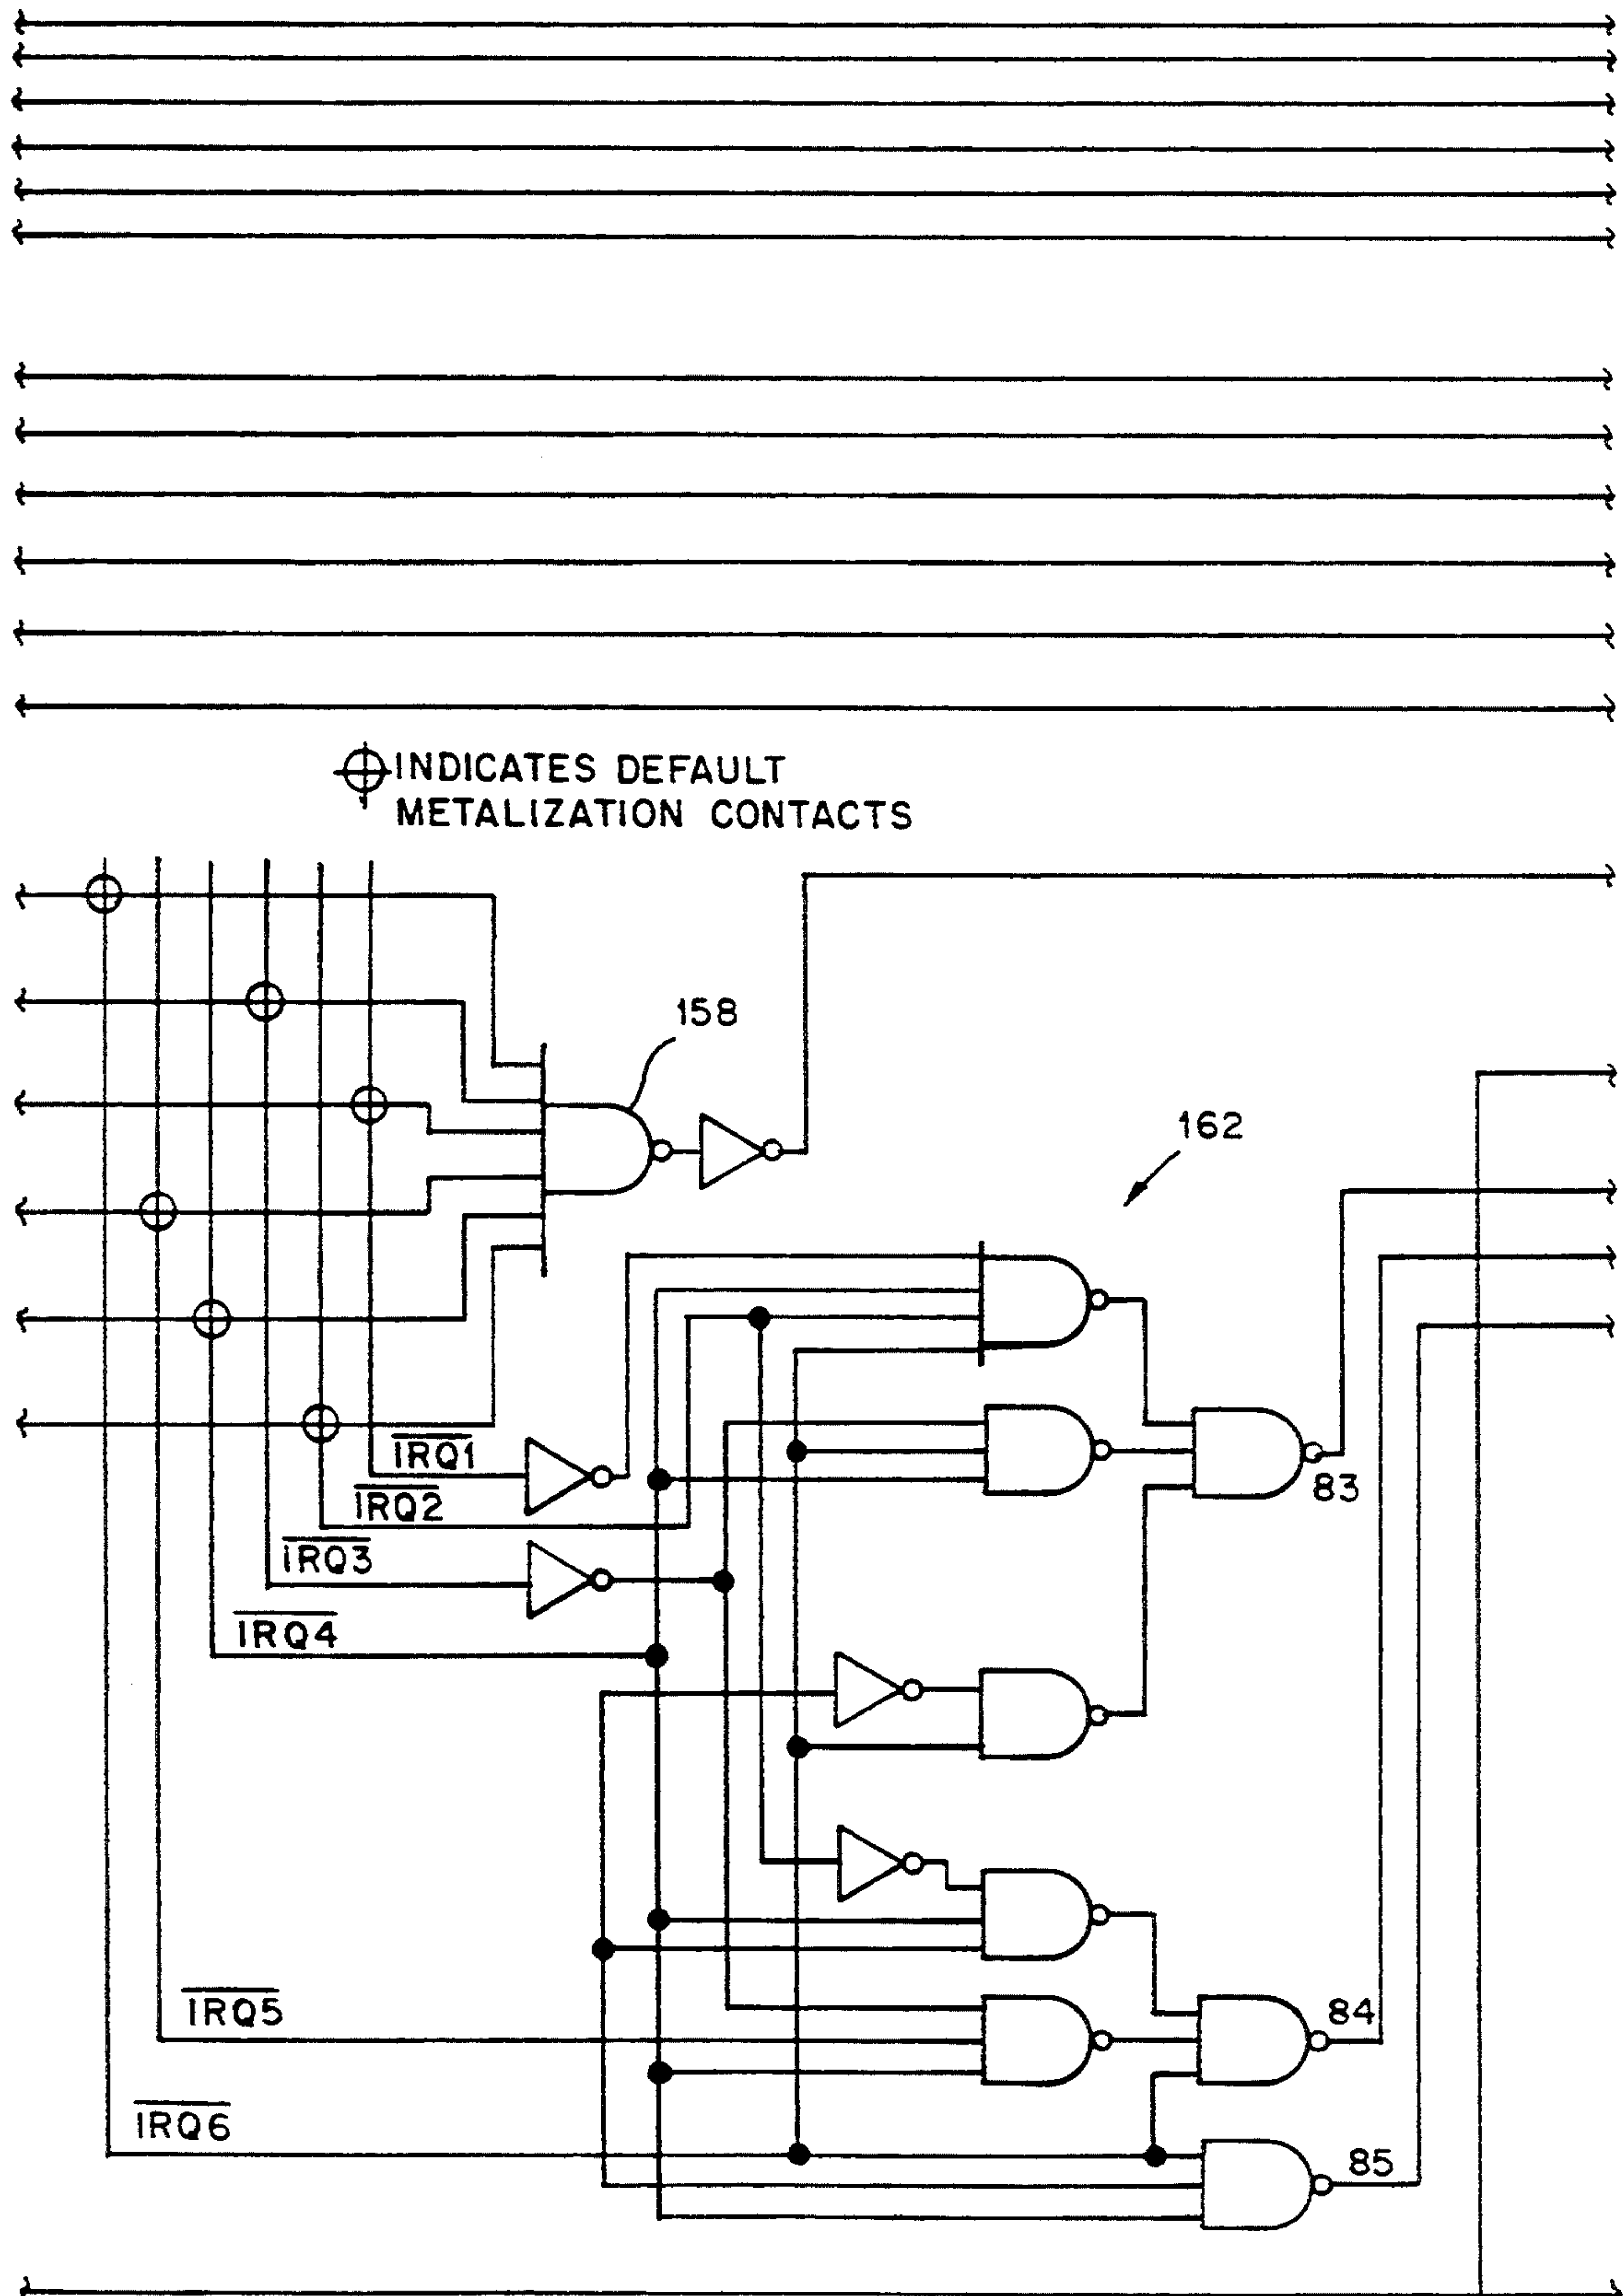 INDICATES DEFAULT
METALIZATION CONTACTS
158
162
IRQ1
IRQ2
83
IRQ3
IRQ4
IRQ5
84
IRQ6
85